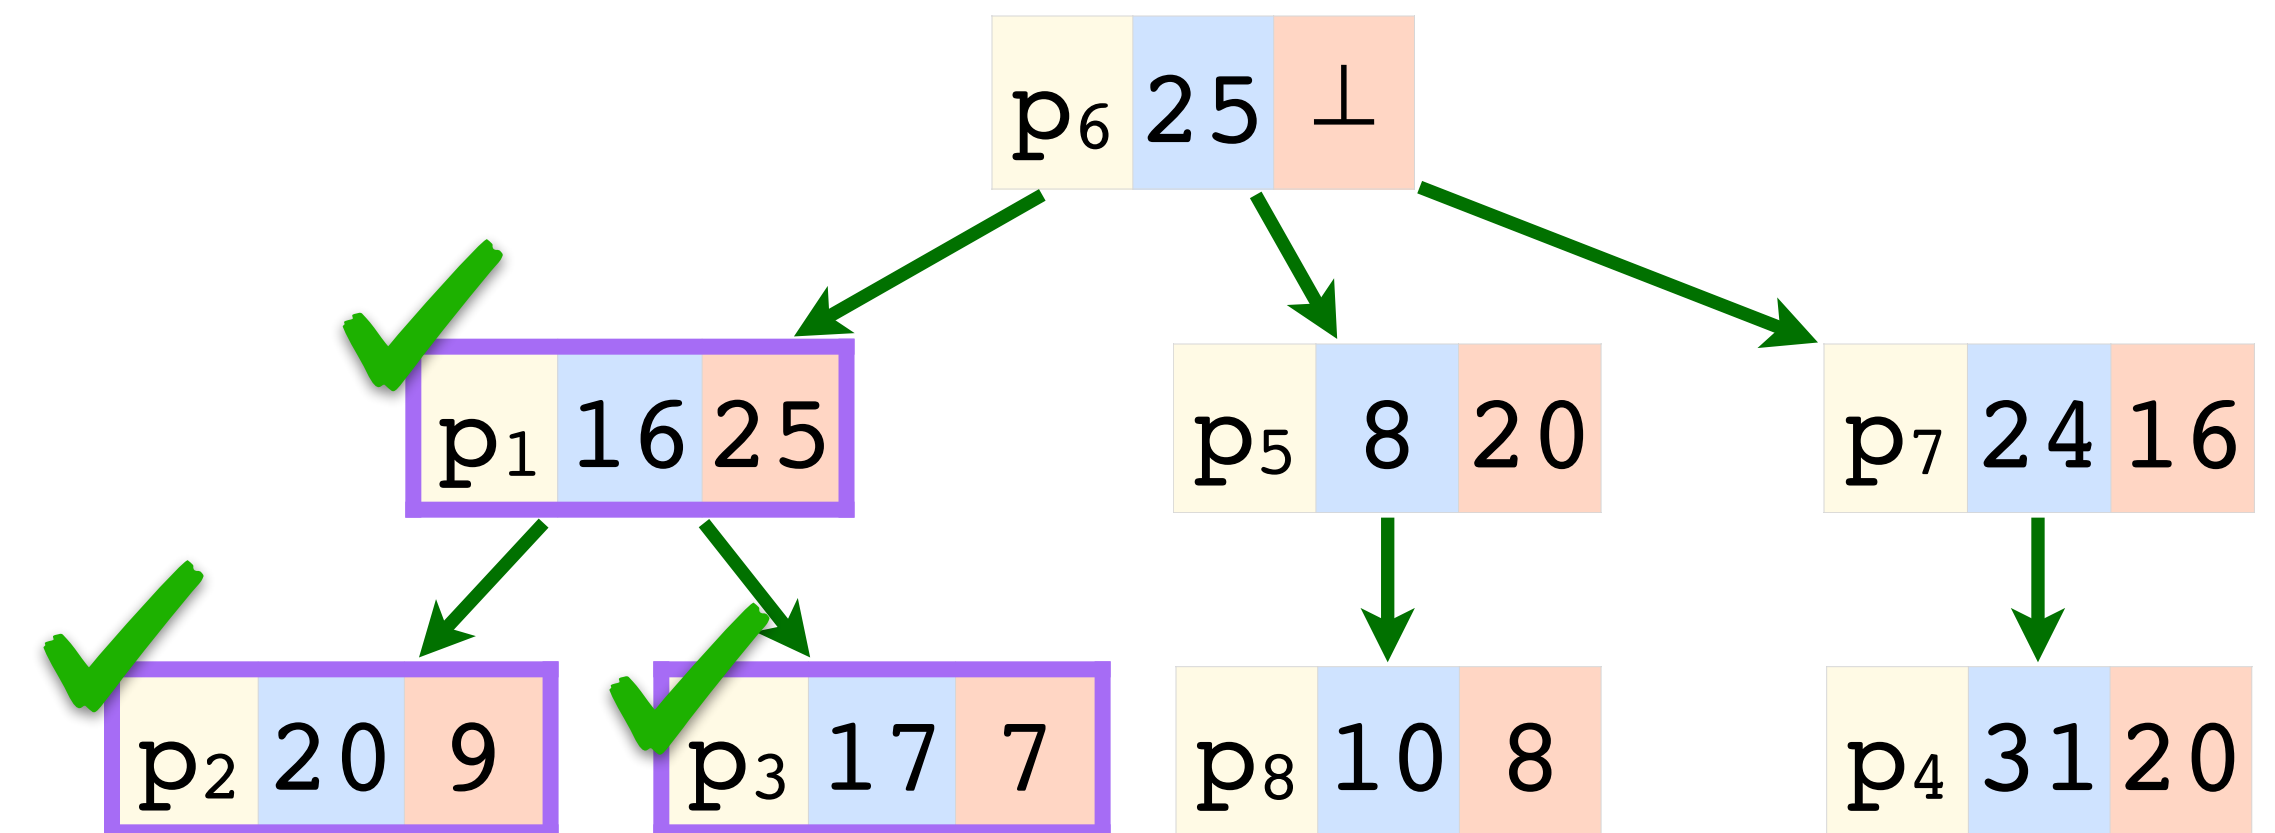 p₆ 25 ⊥
p₁ 16 25
p₅ 8 20
p₇ 24 16
p₂ 20 9
p₃ 17 7
p₈ 10 8
p₄ 31 20